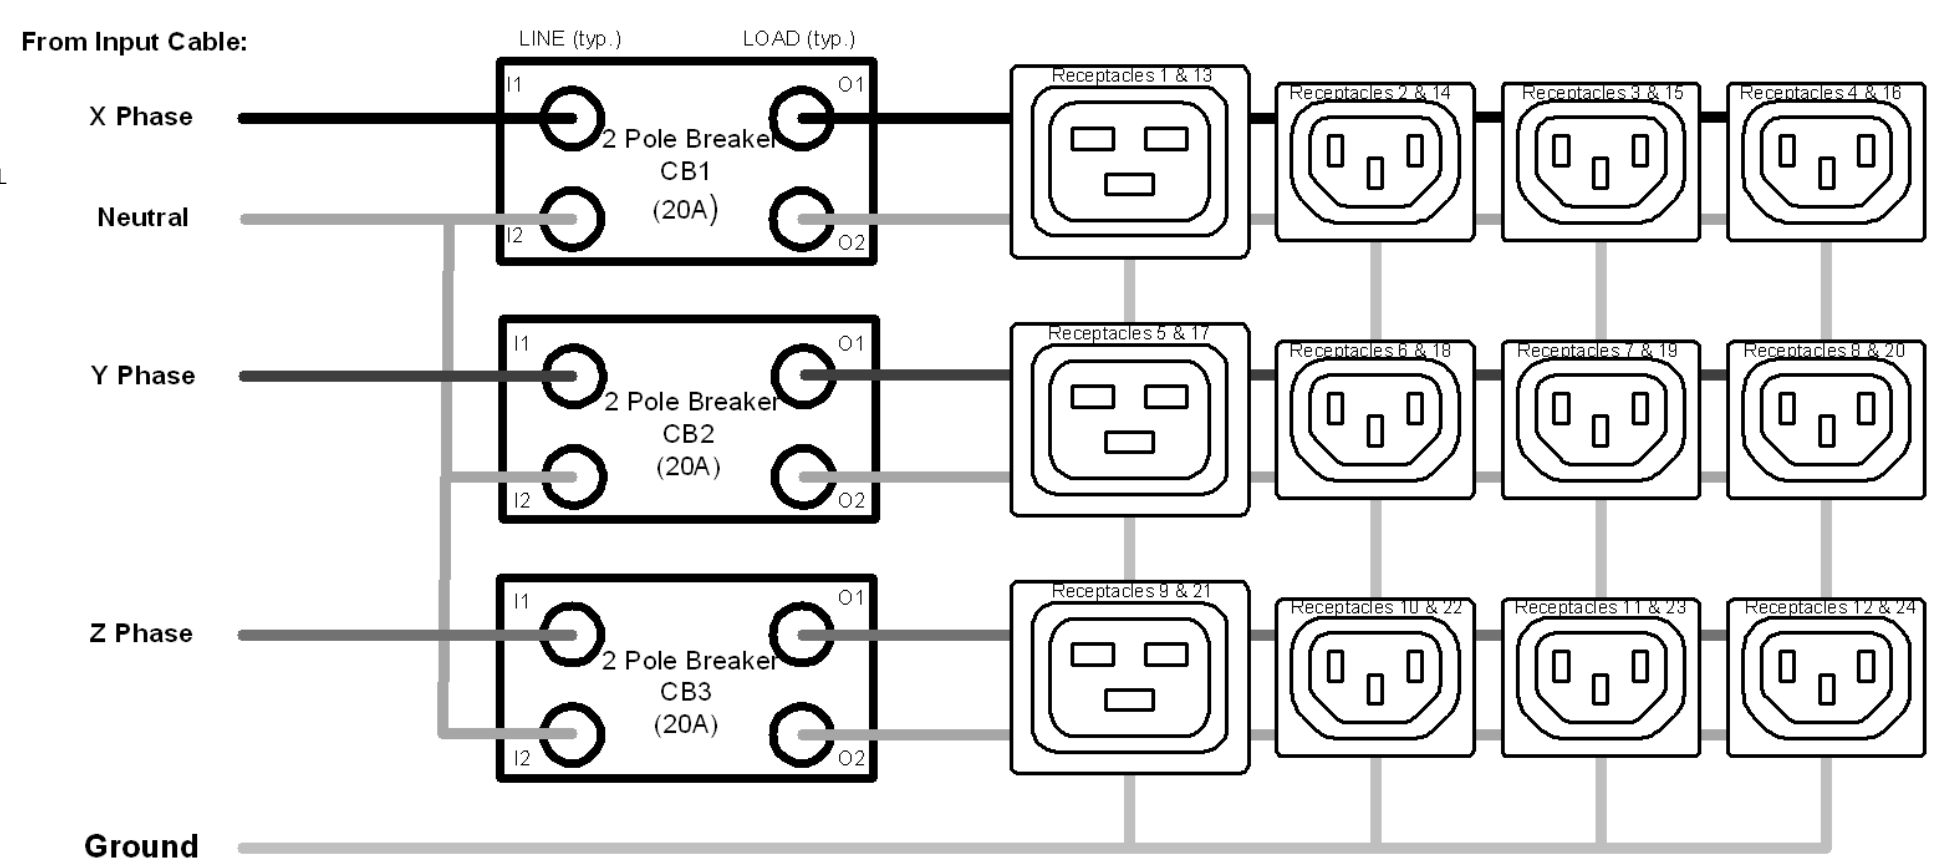 From Input Cable:
LINE (typ.)
LOAD (typ.)
X Phase
I1
O1
2 Pole Breaker
CB1
(20A)
Neutral
I2
O2
Receptacles 1 & 13
Receptacles 2 & 14
Receptacles 3 & 15
Receptacles 4 & 16
Y Phase
I1
O1
2 Pole Breaker
CB2
(20A)
I2
O2
Receptacles 5 & 17
Receptacles 6 & 18
Receptacles 7 & 19
Receptacles 8 & 20
Z Phase
I1
O1
2 Pole Breaker
CB3
(20A)
I2
O2
Receptacles 9 & 21
Receptacles 10 & 22
Receptacles 11 & 23
Receptacles 12 & 24
Ground